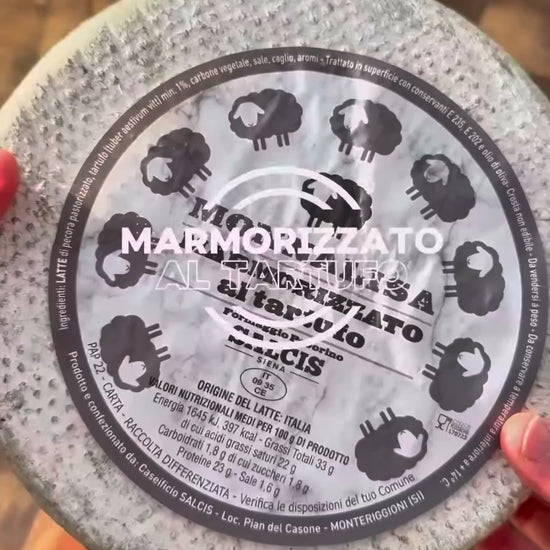 MARMORIZZATO
AL TARTUFO
MARMORIZZATO
al tartufo
Formaggio Pecorino
SALCIS
SIENA
IT
09 35
CE
ORIGINE DEL LATTE: ITALIA
VALORI NUTRIZIONALI MEDI PER 100 g DI PRODOTTO
Energia 1645 kJ, 397 kcal - Grassi Totali 33 g
di cui acidi grassi saturi 22 g
Carboidrati 1,8 g di cui zuccheri 1,8 g
Proteine 23 g - Sale 1,6 g
Ingredienti: LATTE di pecora pastorizzato, tartufo (tuber aestivum vitt) min. 1%, carbone vegetale, sale, caglio, aromi - Trattato in superficie con conservanti E 235, E 202 e olio di oliva- Crosta non edibile - Da vendersi a peso - Da conservarsi a temperatura inferiore a 14° C.
PAP 22 - CARTA - RACCOLTA DIFFERENZIATA - Verifica le disposizioni del tuo Comune
Prodotto e confezionato da: Caseificio SALCIS - Loc. Pian del Casone - MONTERIGGIONI (SI)